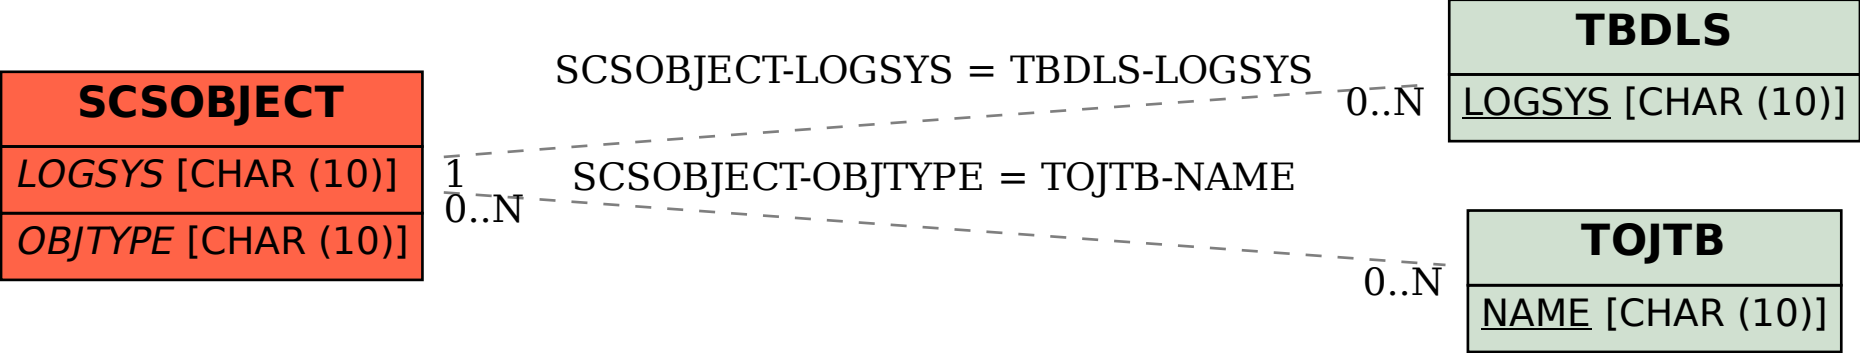 SCSOBJECT
LOGSYS [CHAR (10)]
OBJTYPE [CHAR (10)]
SCSOBJECT-LOGSYS = TBDLS-LOGSYS
0..N
1
SCSOBJECT-OBJTYPE = TOJTB-NAME
0..N
0..N
TBDLS
LOGSYS [CHAR (10)]
TOJTB
NAME [CHAR (10)]